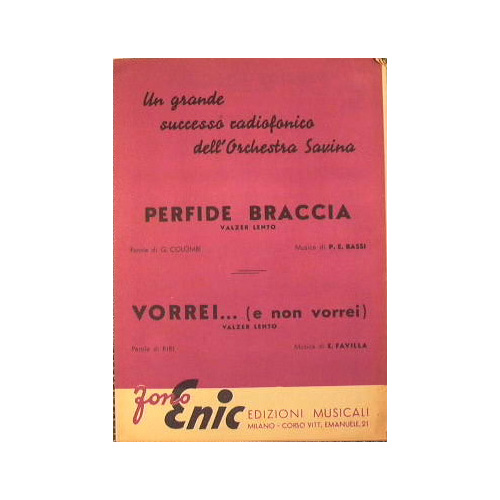 Un grande
successo radiofonico
dell'Orchestra Savina
PERFIDE BRACCIA
VALZER LENTO
Parole di G. COLOMBI Musica di P. E. BASSI
VORREI... (e non vorrei)
VALZER LENTO
Parole di Musica di E. FAVILLA
fono Enic EDIZIONI MUSICALI
MILANO - CORSO VITT. EMANUELE, 21